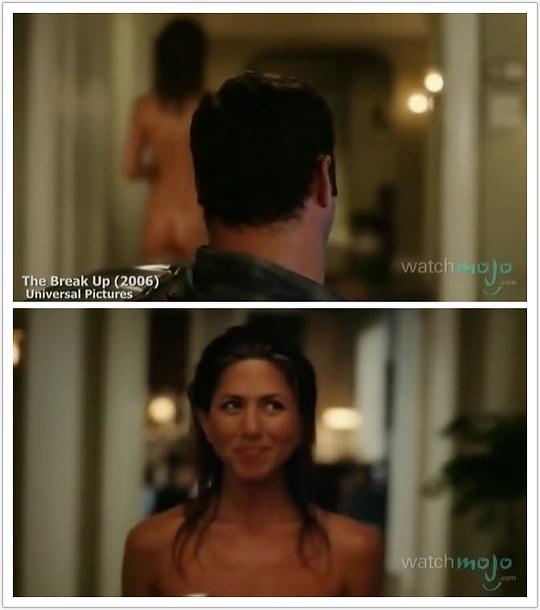 The Break Up (2006)
Universal Pictures
watchmojo
.com
watchmojo
.com